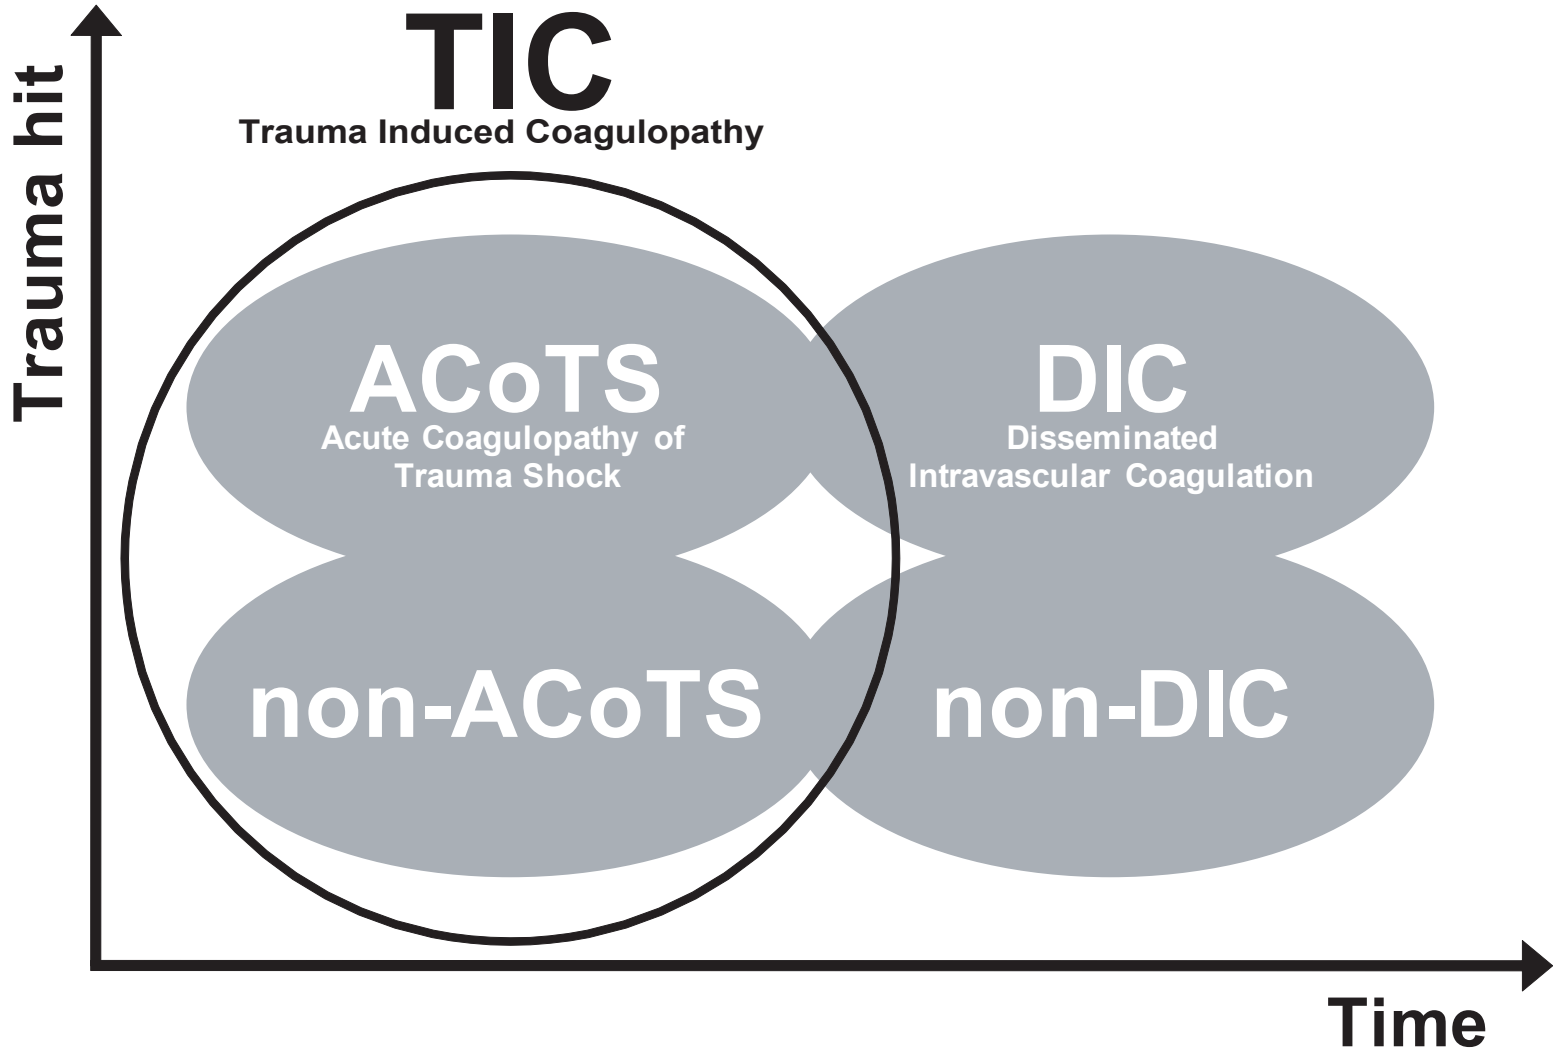 TIC
Trauma Induced Coagulopathy
Trauma hit
ACoTS
Acute Coagulopathy of
Trauma Shock
DIC
Disseminated
Intravascular Coagulation
non-ACoTS
non-DIC
Time